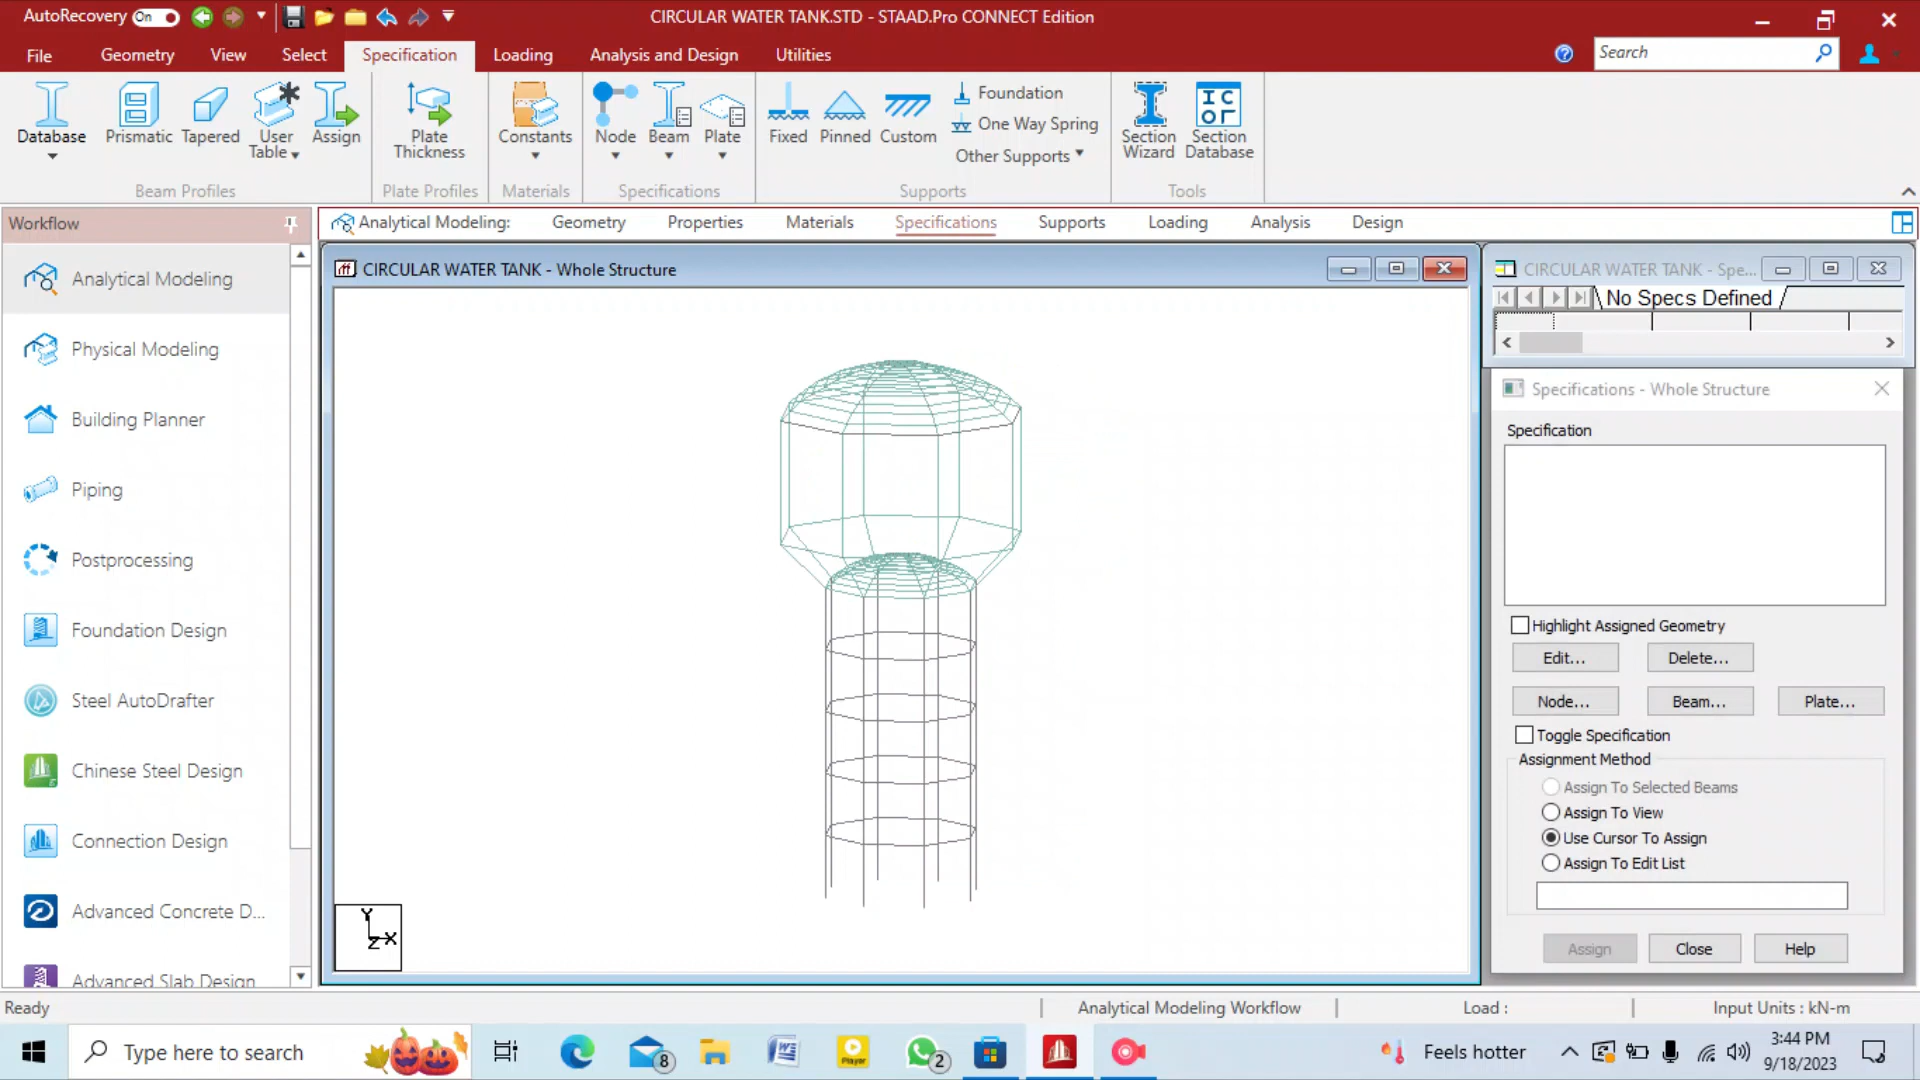 AutoRecovery On
CIRCULAR WATER TANK.STD - STAAD.Pro CONNECT Edition
File Geometry View Select Specification Loading Analysis and Design Utilities
Search
Database Prismatic Tapered User Table Assign
Beam Profiles
Plate Thickness
Plate Profiles
Constants
Materials
Node Beam Plate
Specifications
Fixed Pinned Custom
Foundation
One Way Spring
Other Supports
Supports
Section Wizard Section Database
IC
OI
Tools
Workflow
Analytical Modeling: Geometry Properties Materials Specifications Supports Loading Analysis Design
Analytical Modeling
Physical Modeling
Building Planner
Piping
Postprocessing
Foundation Design
Steel AutoDrafter
Chinese Steel Design
Connection Design
Advanced Concrete D...
Advanced Slab Design
CIRCULAR WATER TANK - Whole Structure
Y
Z X
CIRCULAR WATER TANK - Spe...
No Specs Defined
Specifications - Whole Structure
Specification
Highlight Assigned Geometry
Edit... Delete...
Node... Beam... Plate...
Toggle Specification
Assignment Method
Assign To Selected Beams
Assign To View
Use Cursor To Assign
Assign To Edit List
Assign Close Help
Ready
Analytical Modeling Workflow
Load :
Input Units : kN-m
Type here to search
8
Player
2
Feels hotter
3:44 PM
9/18/2023